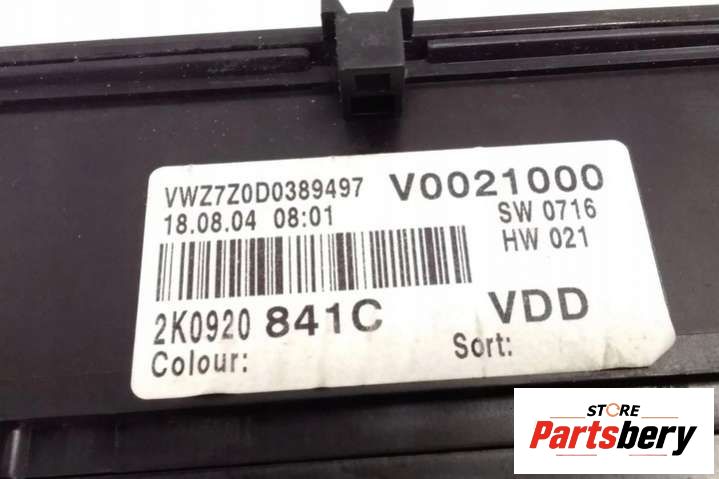 VWZ7Z0D0389497 V0021000
18.08.04 08:01 SW 0716
HW 021
2K0920 841C VDD
Colour: Sort:
STORE
Partsbery